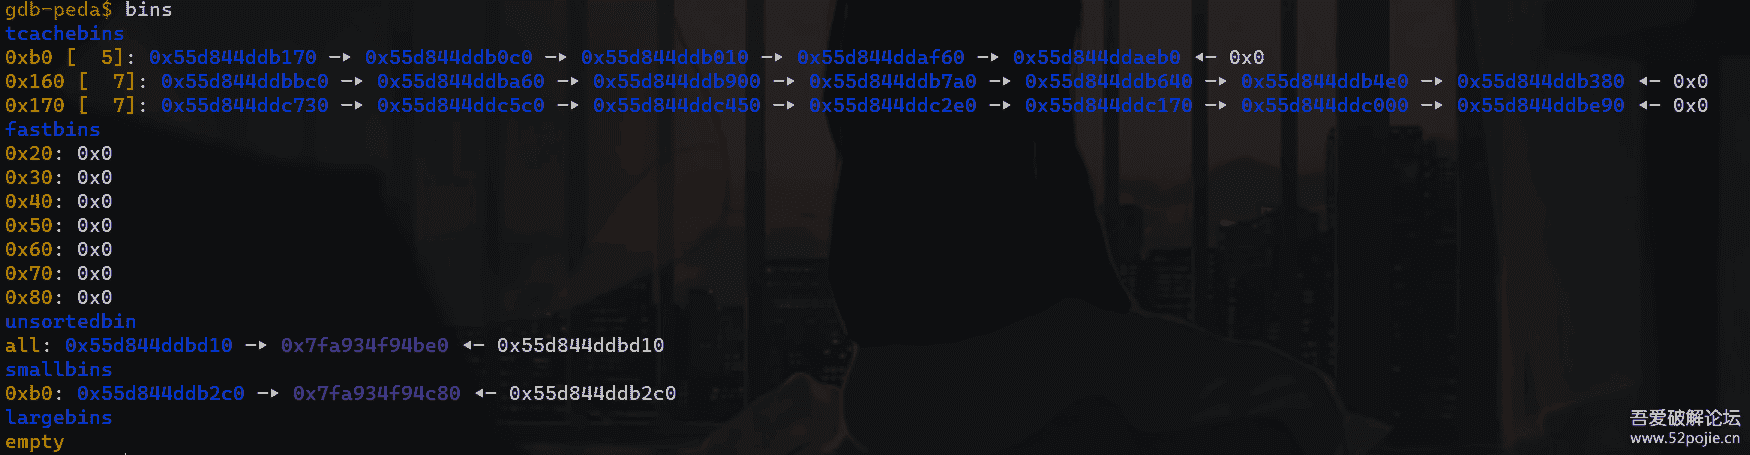 gdb-peda$ bins
tcachebins
0xb0 [  5]: 0x55d844ddb170 —▸ 0x55d844ddb0c0 —▸ 0x55d844ddb010 —▸ 0x55d844ddaf60 —▸ 0x55d844ddaeb0 ◂— 0x0
0x160 [  7]: 0x55d844ddbbc0 —▸ 0x55d844ddba60 —▸ 0x55d844ddb900 —▸ 0x55d844ddb7a0 —▸ 0x55d844ddb640 —▸ 0x55d844ddb4e0 —▸ 0x55d844ddb380 ◂— 0x0
0x170 [  7]: 0x55d844ddc730 —▸ 0x55d844ddc5c0 —▸ 0x55d844ddc450 —▸ 0x55d844ddc2e0 —▸ 0x55d844ddc170 —▸ 0x55d844ddc000 —▸ 0x55d844ddbe90 ◂— 0x0
fastbins
0x20: 0x0
0x30: 0x0
0x40: 0x0
0x50: 0x0
0x60: 0x0
0x70: 0x0
0x80: 0x0
unsortedbin
all: 0x55d844ddbd10 —▸ 0x7fa934f94be0 ◂— 0x55d844ddbd10
smallbins
0xb0: 0x55d844ddb2c0 —▸ 0x7fa934f94c80 ◂— 0x55d844ddb2c0
largebins
empty
吾爱破解论坛
www.52pojie.cn